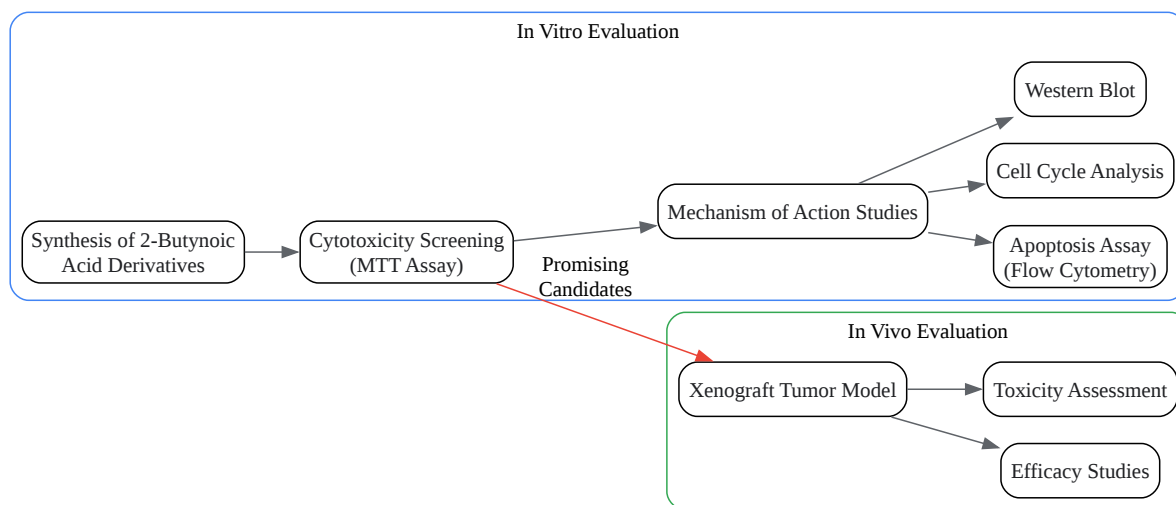 In Vitro Evaluation
Western Blot
Cell Cycle Analysis
Mechanism of Action Studies
Synthesis of 2-Butynoic
Acid Derivatives
Cytotoxicity Screening
(MTT Assay)
Apoptosis Assay
(Flow Cytometry)
Promising
Candidates
In Vivo Evaluation
Xenograft Tumor Model
Toxicity Assessment
Efficacy Studies